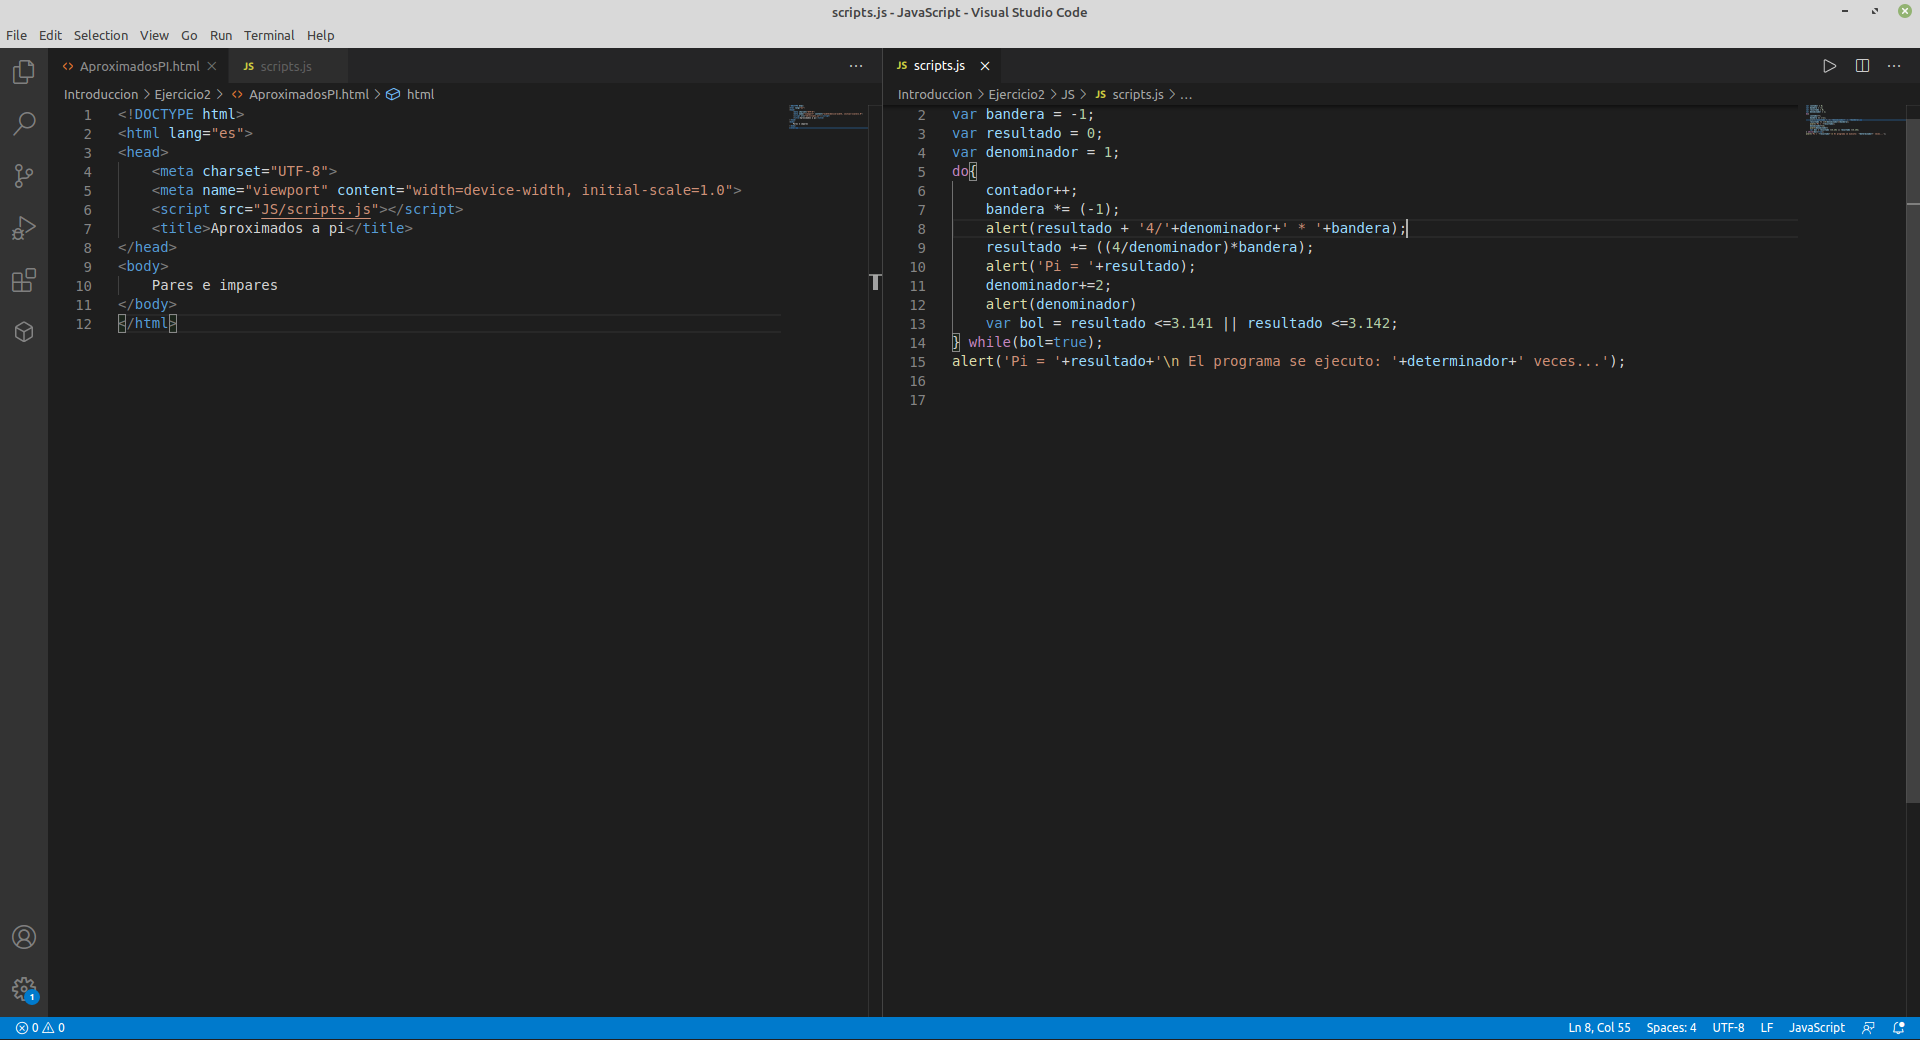 scripts.js - JavaScript - Visual Studio Code
File Edit Selection View Go Run Terminal Help
AproximadosPI.html
JS scripts.js
Introduccion > Ejercicio2 > AproximadosPI.html > html
1 <!DOCTYPE html>
2 <html lang="es">
3 <head>
4     <meta charset="UTF-8">
5     <meta name="viewport" content="width=device-width, initial-scale=1.0">
6     <script src="JS/scripts.js"></script>
7     <title>Aproximados a pi</title>
8 </head>
9 <body>
10     Pares e impares
11 </body>
12 </html>
JS scripts.js
Introduccion > Ejercicio2 > JS > JS scripts.js > ...
2 var bandera = -1;
3 var resultado = 0;
4 var denominador = 1;
5 do{
6     contador++;
7     bandera *= (-1);
8     alert(resultado + '4/'+denominador+' * '+bandera);
9     resultado += ((4/denominador)*bandera);
10     alert('Pi = '+resultado);
11     denominador+=2;
12     alert(denominador)
13     var bol = resultado <=3.141 || resultado <=3.142;
14 } while(bol=true);
15 alert('Pi = '+resultado+'\n El programa se ejecuto: '+determinador+' veces...');
16
17
1
0 0
Ln 8, Col 55 Spaces: 4 UTF-8 LF JavaScript